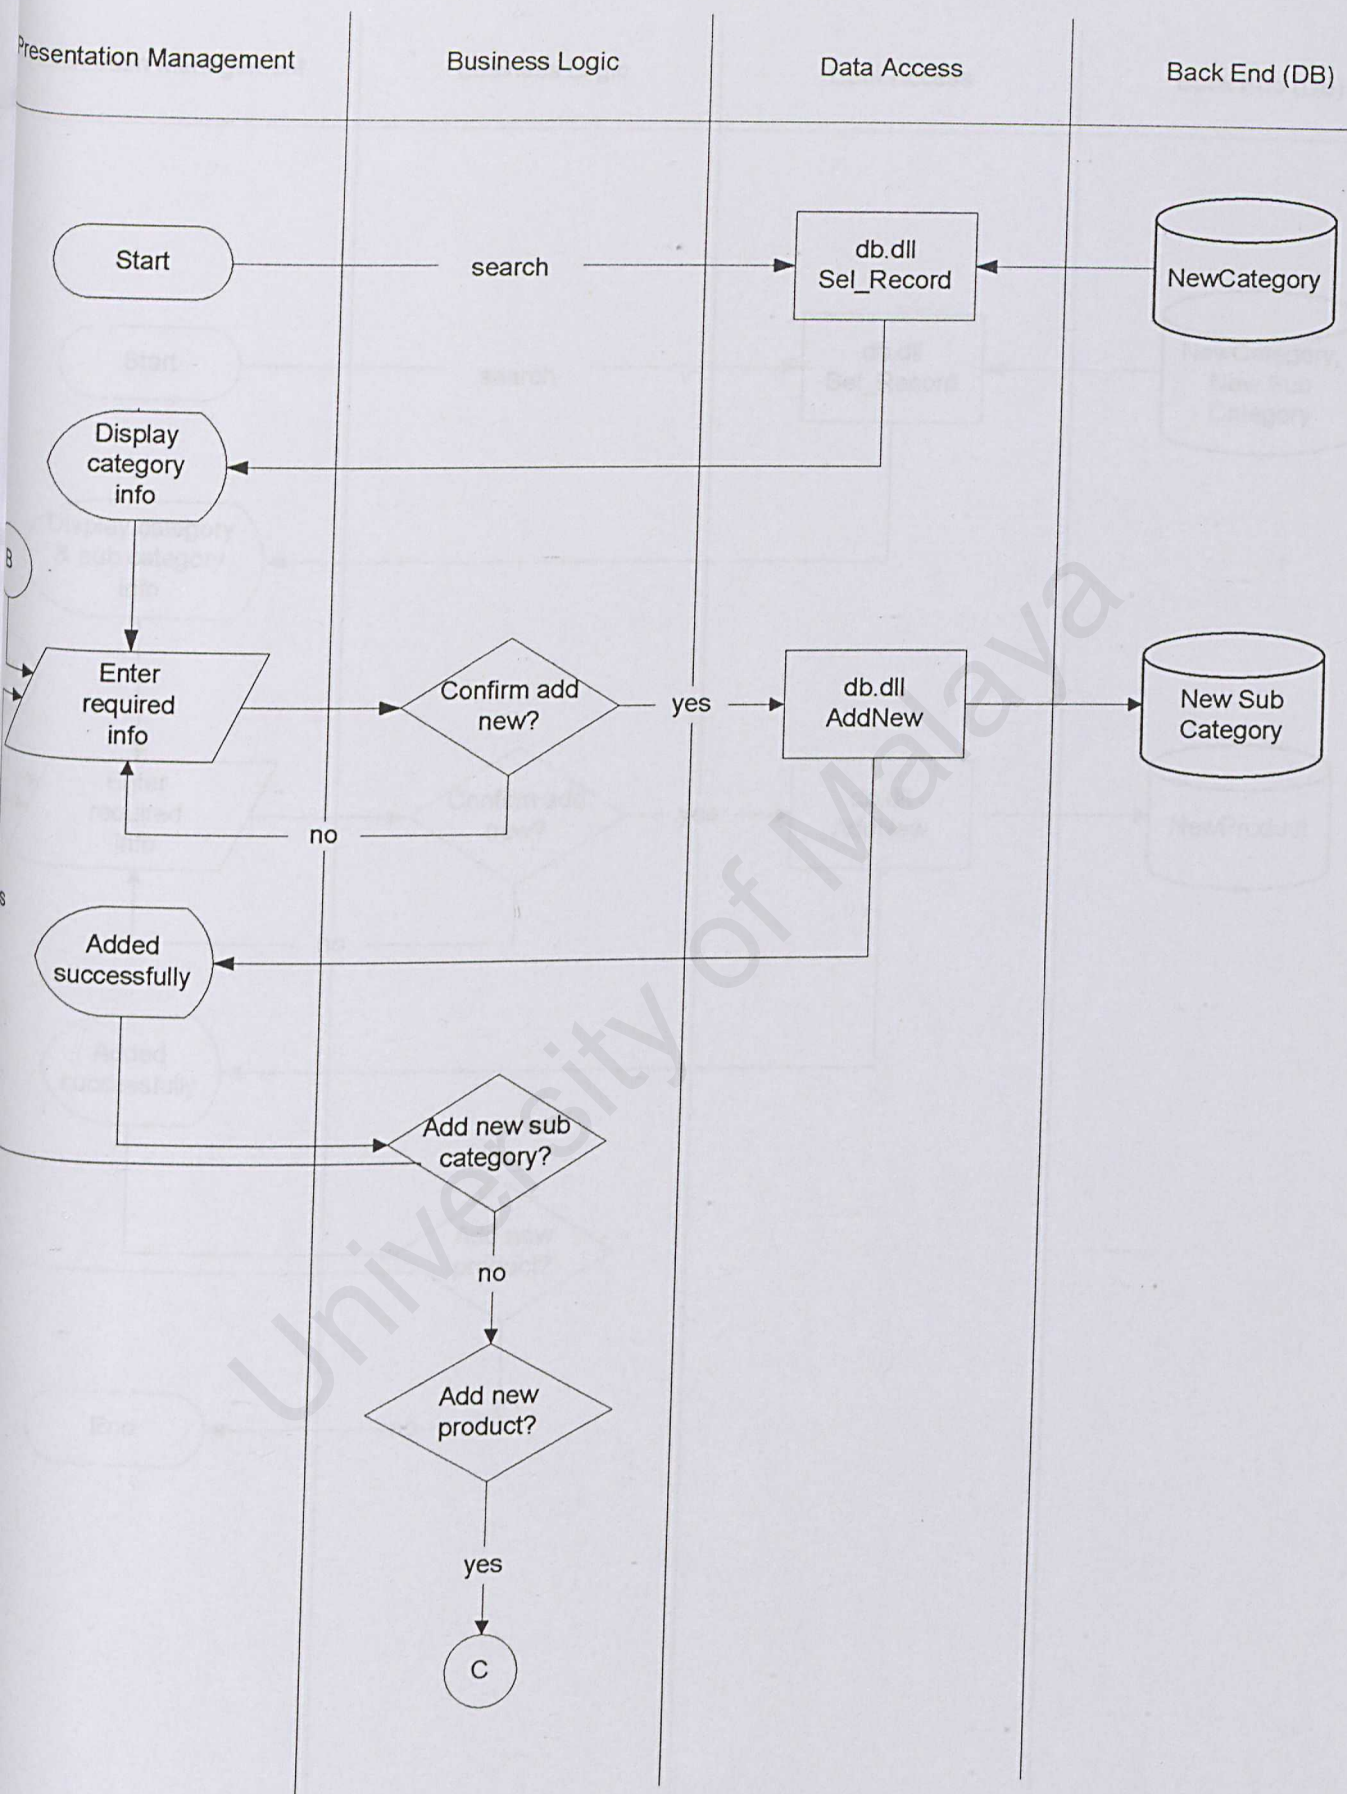 Presentation Management
Business Logic
Data Access
Back End (DB)
Start
search
db.dll
Sel_Record
NewCategory
Display
category
info
B
Enter
required
info
Confirm add
new?
yes
db.dll
AddNew
New Sub
Category
no
Added
successfully
Add new sub
category?
no
Add new
product?
yes
C
University of Malaya